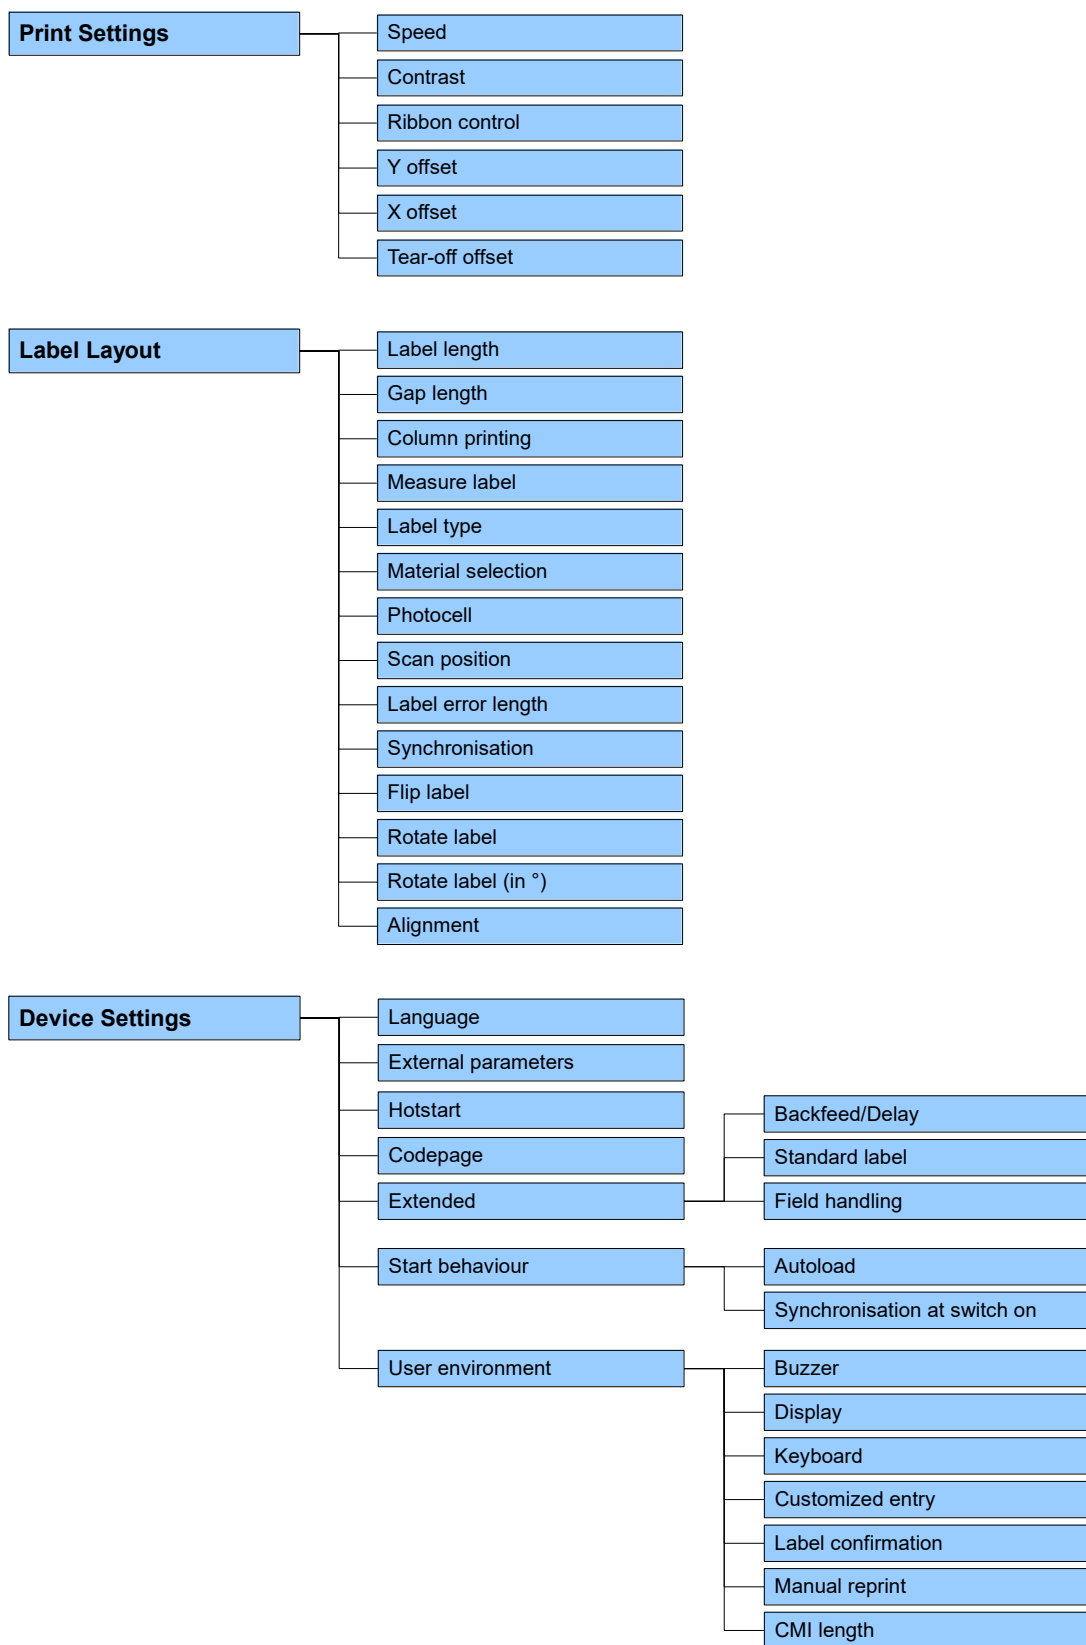 Print Settings
Speed
Contrast
Ribbon control
Y offset
X offset
Tear-off offset
Label Layout
Label length
Gap length
Column printing
Measure label
Label type
Material selection
Photocell
Scan position
Label error length
Synchronisation
Flip label
Rotate label
Rotate label (in °)
Alignment
Device Settings
Language
External parameters
Hotstart
Codepage
Extended
Backfeed/Delay
Standard label
Field handling
Start behaviour
Autoload
Synchronisation at switch on
User environment
Buzzer
Display
Keyboard
Customized entry
Label confirmation
Manual reprint
CMI length